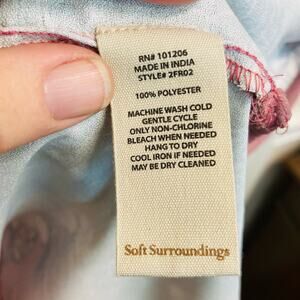 RN# 101206
MADE IN INDIA
STYLE# 2FR02
100% POLYESTER
MACHINE WASH COLD
GENTLE CYCLE
ONLY NON-CHLORINE
BLEACH WHEN NEEDED
HANG TO DRY
COOL IRON IF NEEDED
MAY BE DRY CLEANED
Soft Surroundings